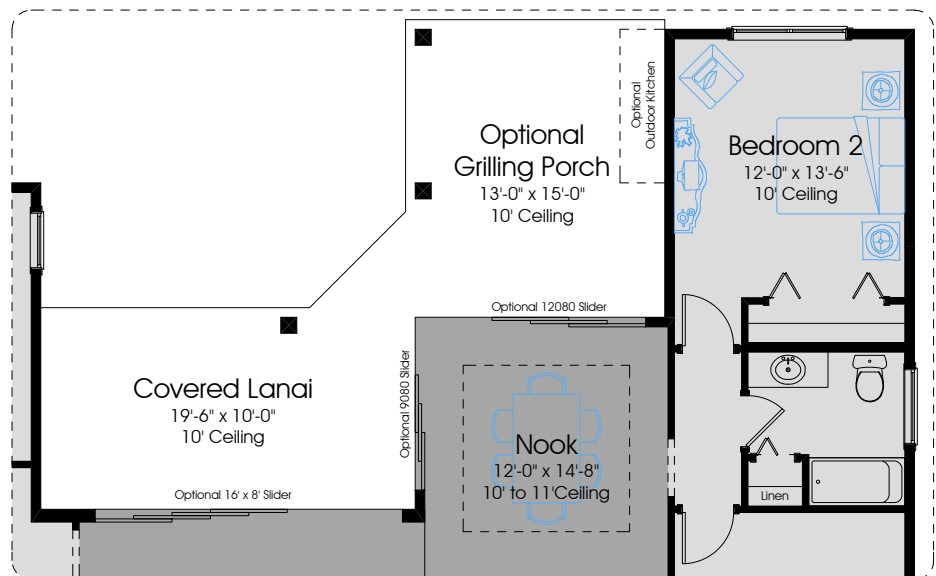 Optional
Outdoor Kitchen
Optional
Grilling Porch
13'-0" x 15'-0"
10' Ceiling
Bedroom 2
12'-0" x 13'-6"
10' Ceiling
Optional 12080 Slider
Covered Lanai
19'-6" x 10'-0"
10' Ceiling
Optional 9080 Slider
Nook
12'-0" x 14'-8"
10' to 11'Ceiling
Optional 16' x 8' Slider
Linen